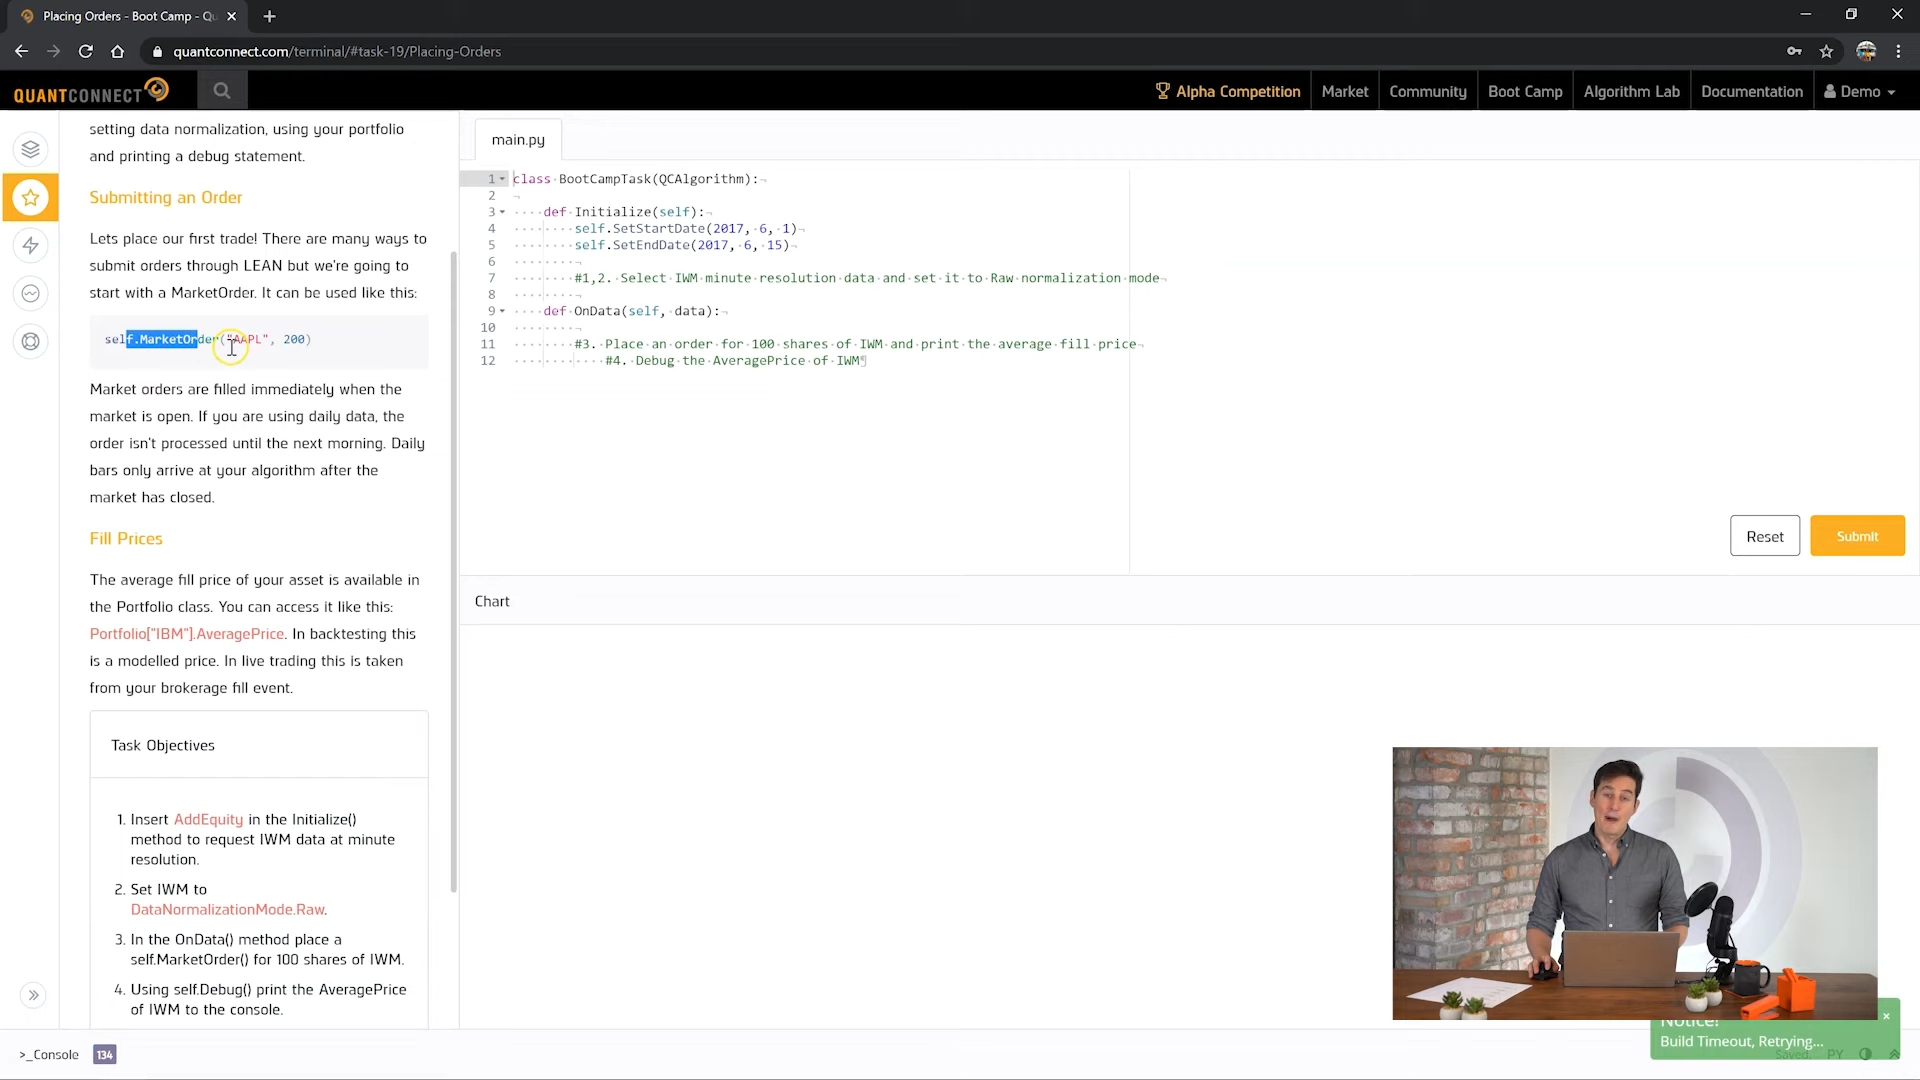 Placing Orders - Boot Camp - Qu
quantconnect.com/terminal/#task-19/Placing-Orders
QUANTCONNECT
Alpha Competition
Market
Community
Boot Camp
Algorithm Lab
Documentation
Demo
setting data normalization, using your portfolio
and printing a debug statement.
Submitting an Order
Lets place our first trade! There are many ways to
submit orders through LEAN but we're going to
start with a MarketOrder. It can be used like this:
self.MarketOrder("AAPL", 200)
Market orders are filled immediately when the
market is open. If you are using daily data, the
order isn't processed until the next morning. Daily
bars only arrive at your algorithm after the
market has closed.
Fill Prices
The average fill price of your asset is available in
the Portfolio class. You can access it like this:
Portfolio["IBM"].AveragePrice. In backtesting this
is a modelled price. In live trading this is taken
from your brokerage fill event.
Task Objectives
1. Insert AddEquity in the Initialize()
method to request IWM data at minute
resolution.
2. Set IWM to
DataNormalizationMode.Raw.
3. In the OnData() method place a
self.MarketOrder() for 100 shares of IWM.
4. Using self.Debug() print the AveragePrice
of IWM to the console.
main.py
1 class BootCampTask(QCAlgorithm):
2
3 def Initialize(self):
4 self.SetStartDate(2017, 6, 1)
5 self.SetEndDate(2017, 6, 15)
6
7 #1,2. Select IWM minute resolution data and set it to Raw normalization mode
8
9 def OnData(self, data):
10
11 #3. Place an order for 100 shares of IWM and print the average fill price
12 #4. Debug the AveragePrice of IWM
Reset
Submit
Chart
Notice!
Build Timeout, Retrying...
>_Console 134
Saved
PY